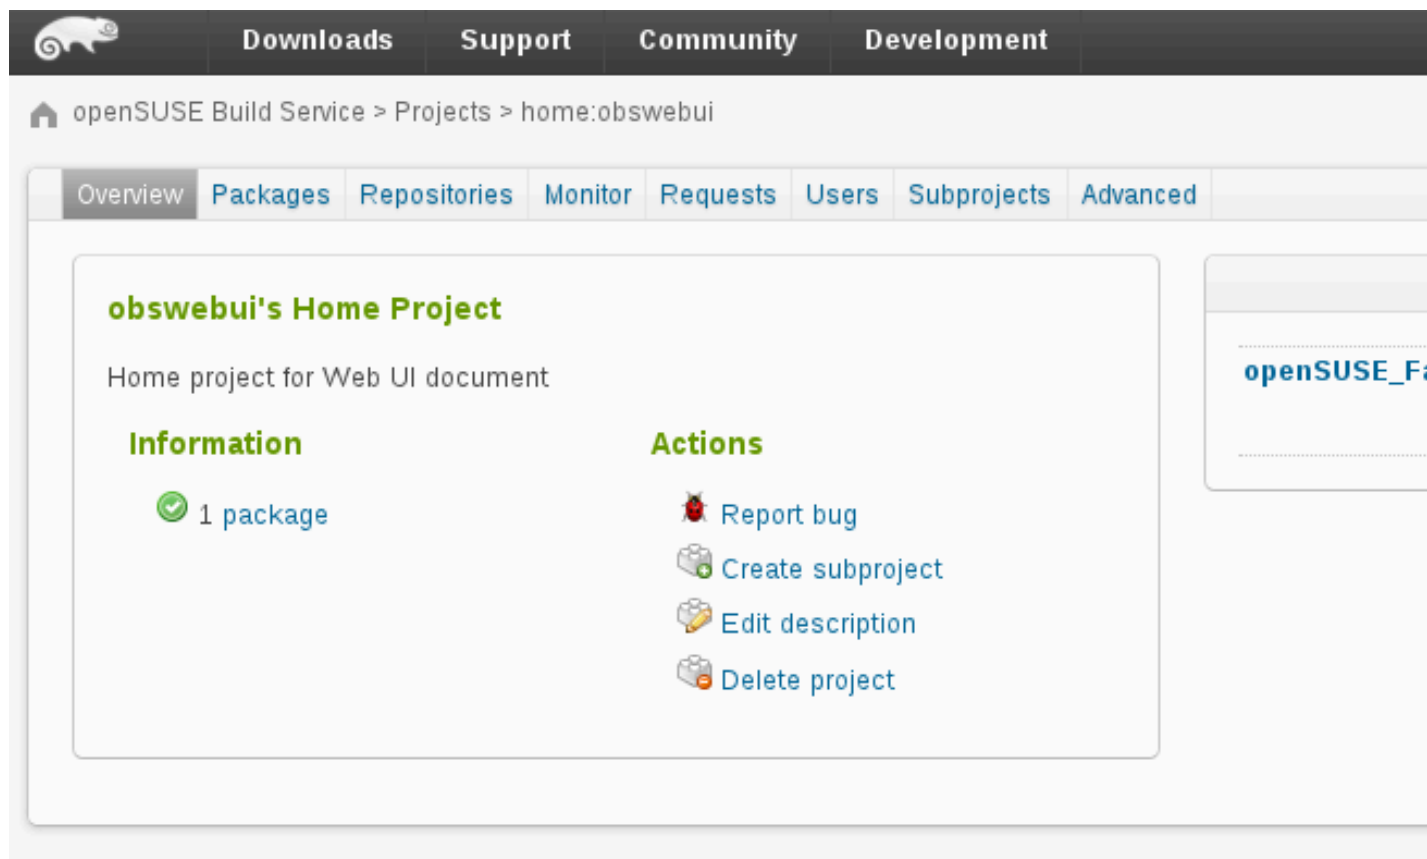 Downloads Support Community Development
openSUSE Build Service > Projects > home:obswebui
Overview Packages Repositories Monitor Requests Users Subprojects Advanced
obswebui's Home Project
Home project for Web UI document
Information
1 package
Actions
Report bug
Create subproject
Edit description
Delete project